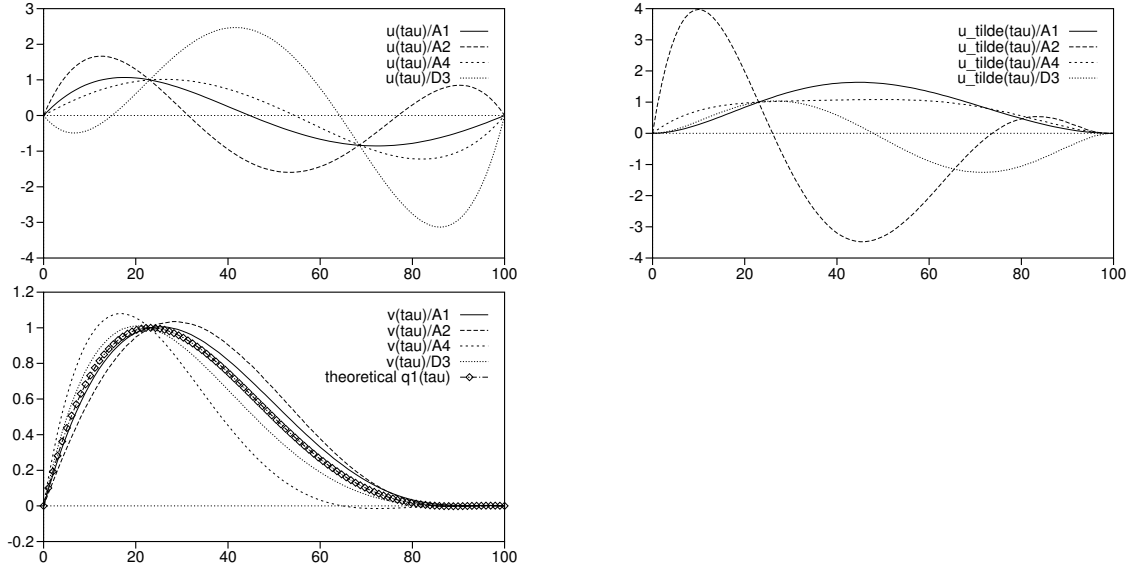 3
2
1
0
-1
-2
-3
-4
0 20 40 60 80 100
u(tau)/A1
u(tau)/A2
u(tau)/A4
u(tau)/D3
4
3
2
1
0
-1
-2
-3
-4
0 20 40 60 80 100
u_tilde(tau)/A1
u_tilde(tau)/A2
u_tilde(tau)/A4
u_tilde(tau)/D3
1.2
1
0.8
0.6
0.4
0.2
0
-0.2
0 20 40 60 80 100
v(tau)/A1
v(tau)/A2
v(tau)/A4
v(tau)/D3
theoretical q1(tau)